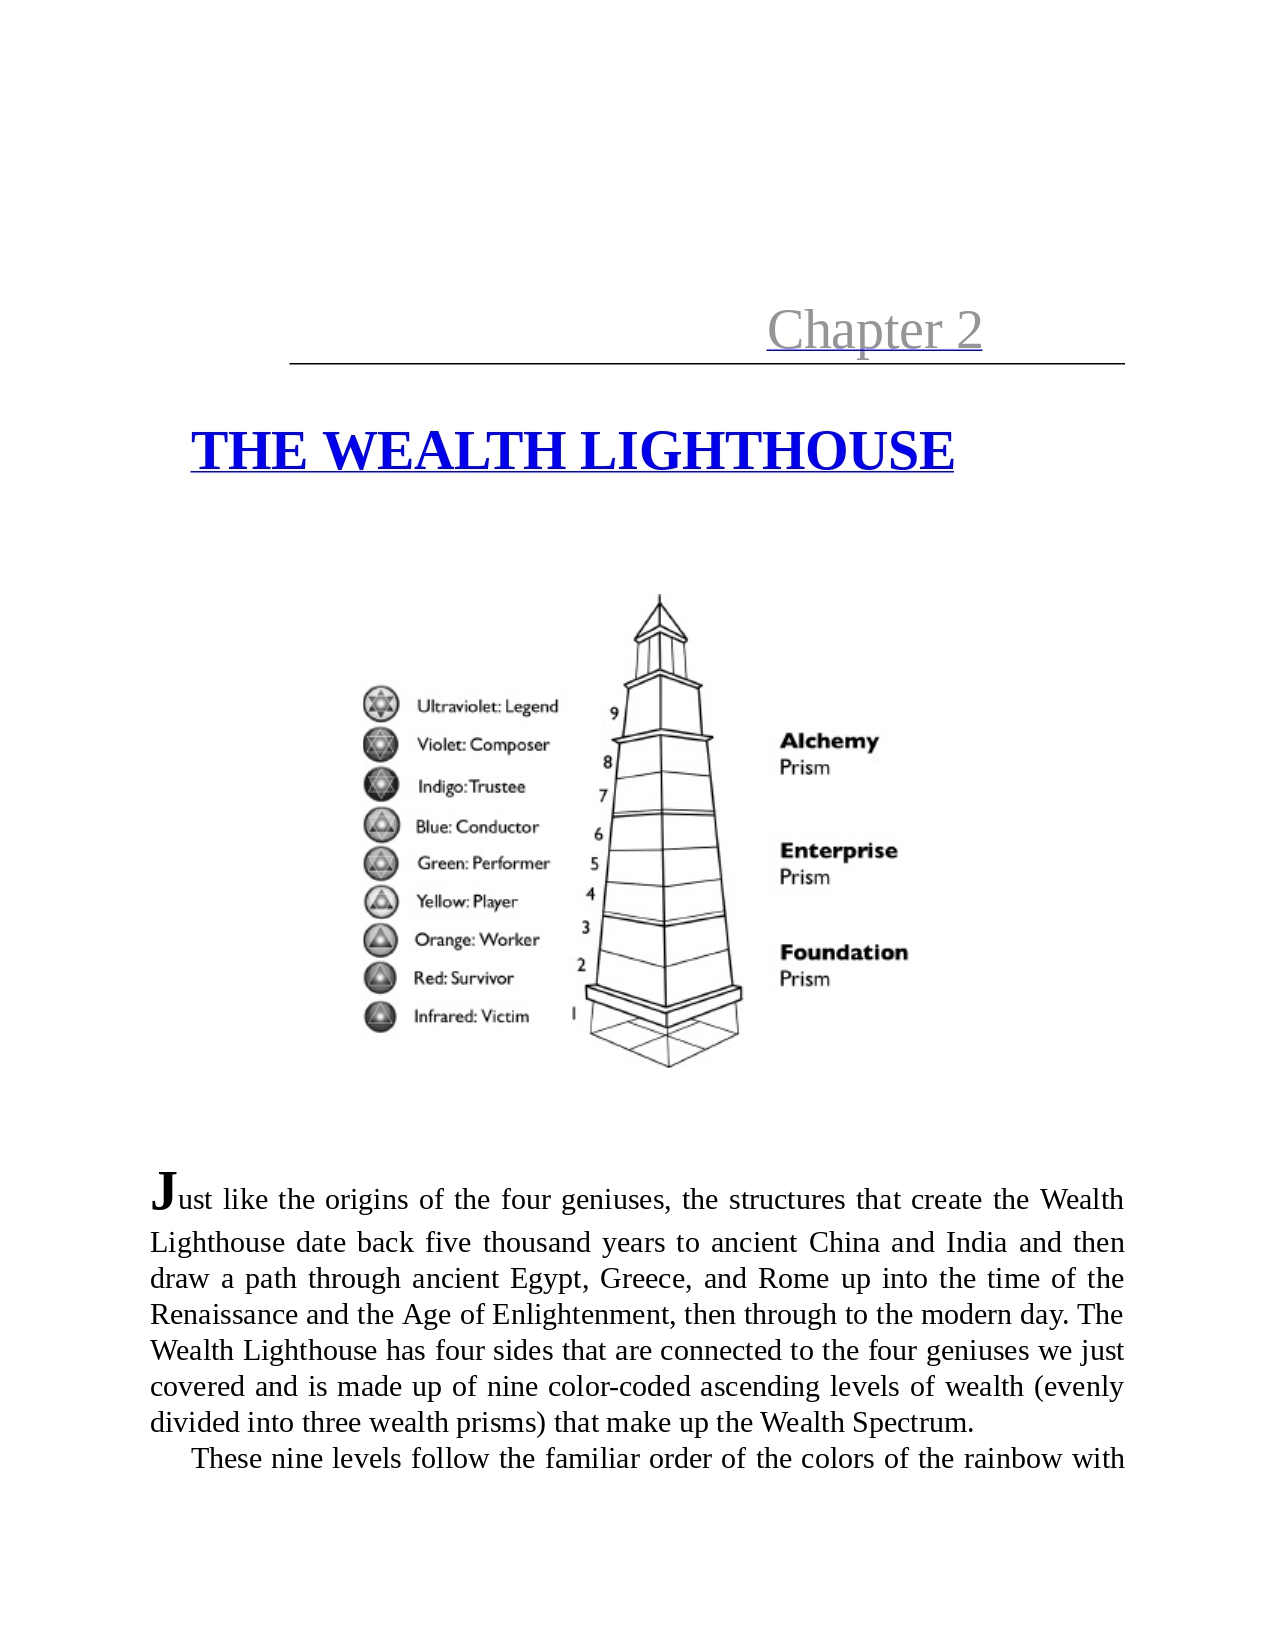 Chapter 2
THE WEALTH LIGHTHOUSE
Ultraviolet: Legend
9
Violet: Composer
8
Indigo: Trustee
7
Blue: Conductor
6
Green: Performer
5
Yellow: Player
4
Orange: Worker
3
Red: Survivor
2
Infrared: Victim
1
Alchemy
Prism
Enterprise
Prism
Foundation
Prism
Just like the origins of the four geniuses, the structures that create the Wealth
Lighthouse date back five thousand years to ancient China and India and then
draw a path through ancient Egypt, Greece, and Rome up into the time of the
Renaissance and the Age of Enlightenment, then through to the modern day. The
Wealth Lighthouse has four sides that are connected to the four geniuses we just
covered and is made up of nine color-coded ascending levels of wealth (evenly
divided into three wealth prisms) that make up the Wealth Spectrum.
These nine levels follow the familiar order of the colors of the rainbow with